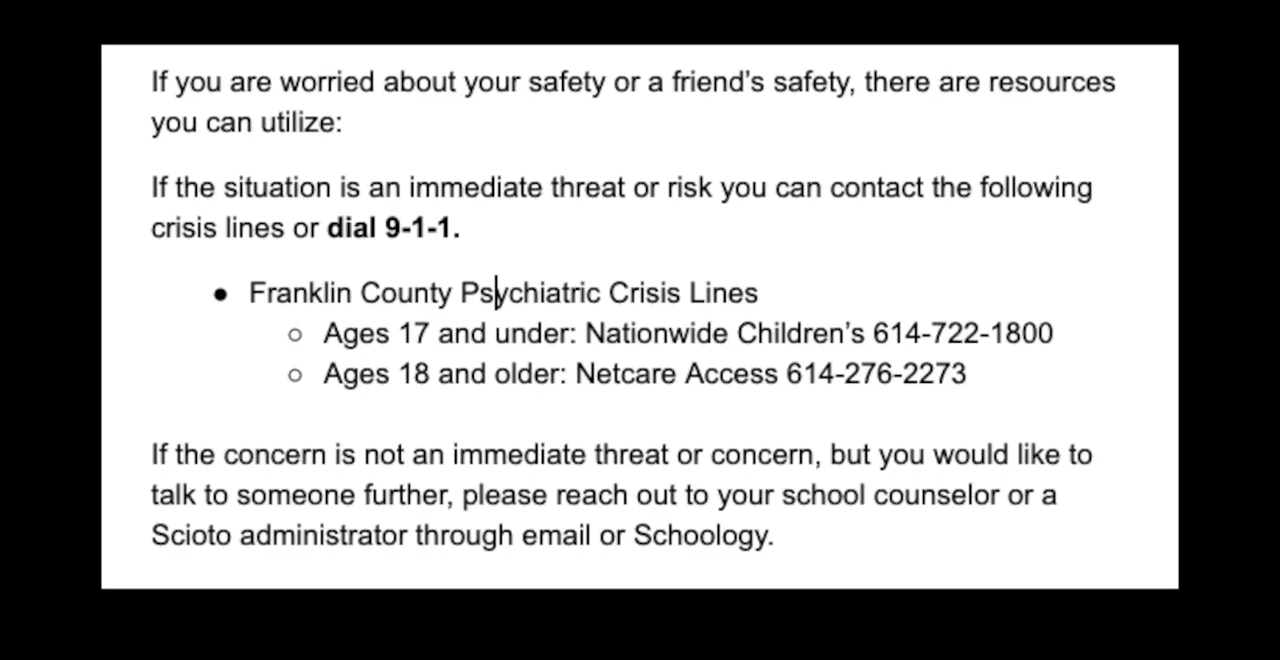 If you are worried about your safety or a friend’s safety, there are resources
you can utilize:
If the situation is an immediate threat or risk you can contact the following
crisis lines or dial 9-1-1.
● Franklin County Psychiatric Crisis Lines
○ Ages 17 and under: Nationwide Children’s 614-722-1800
○ Ages 18 and older: Netcare Access 614-276-2273
If the concern is not an immediate threat or concern, but you would like to
talk to someone further, please reach out to your school counselor or a
Scioto administrator through email or Schoology.